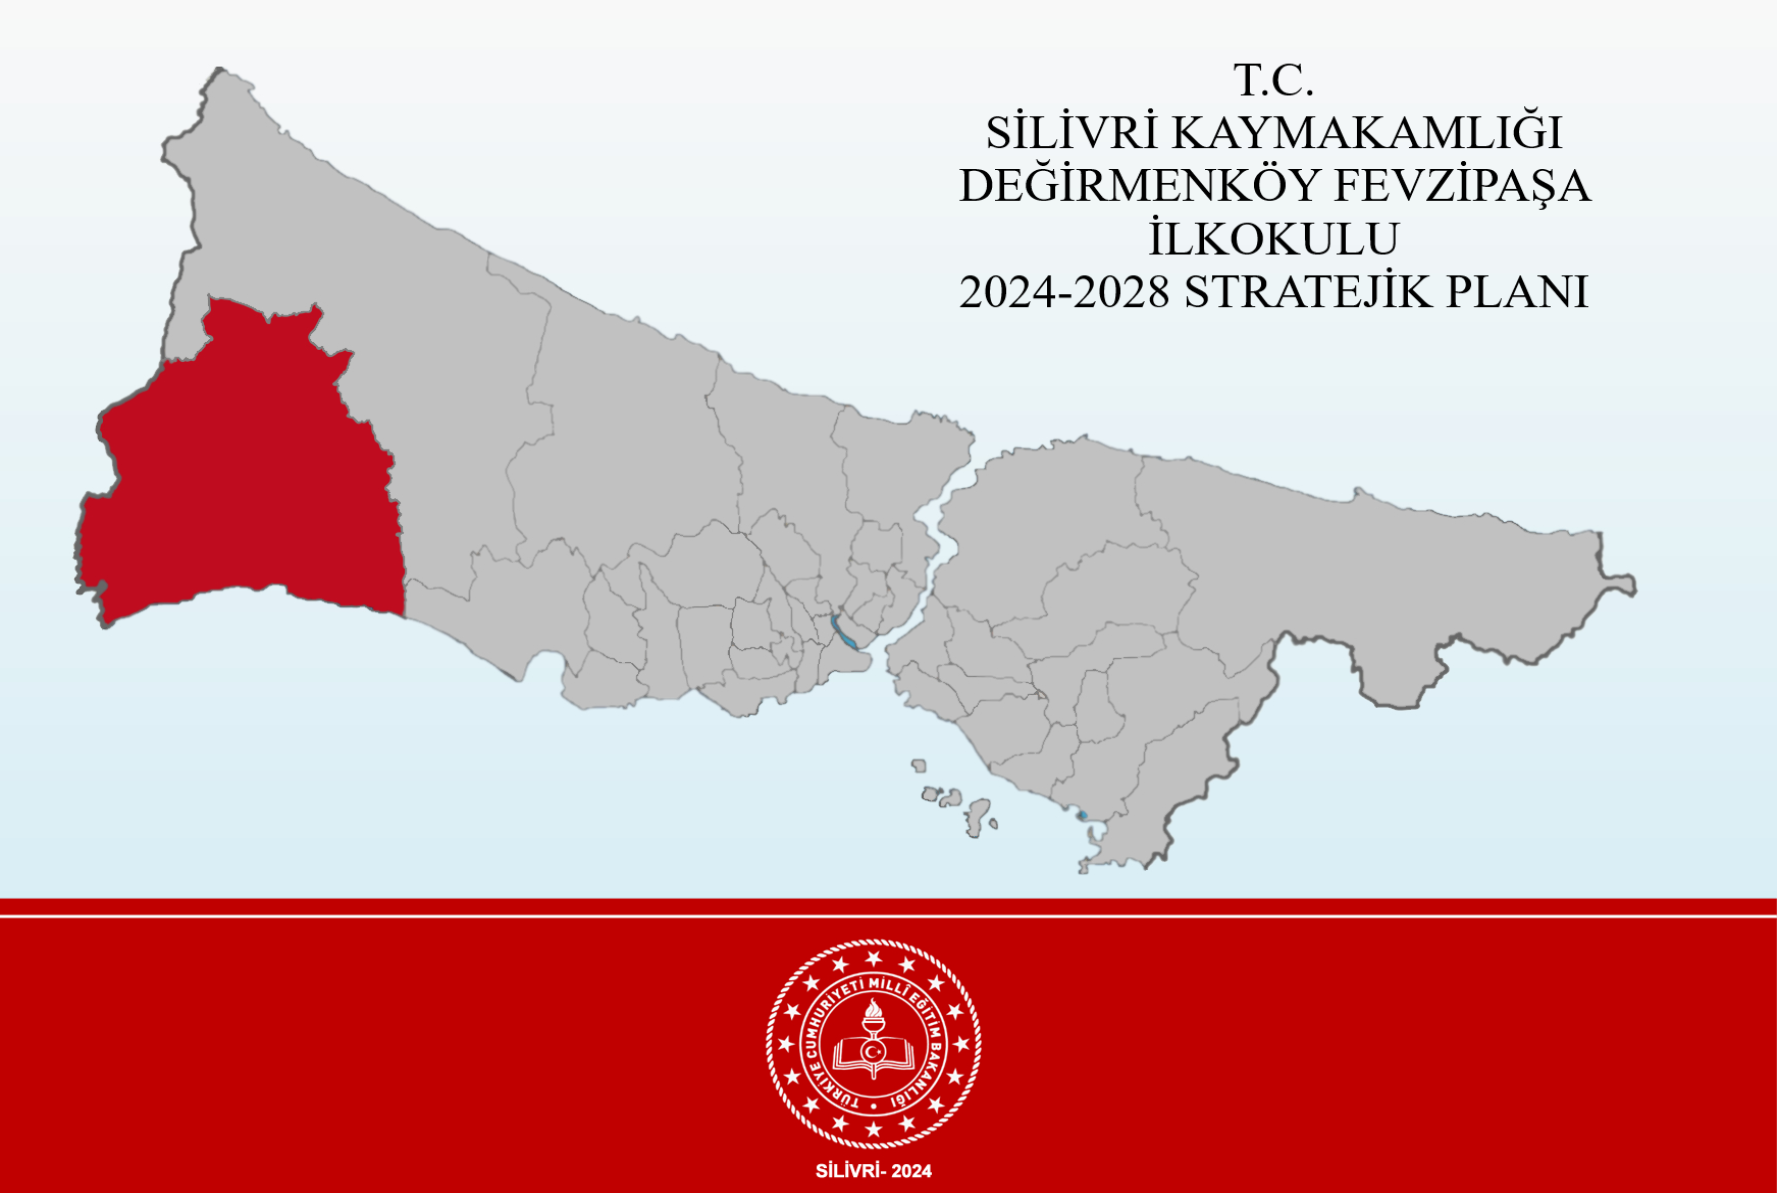 T.C.
SİLİVRİ KAYMAKAMLIĞI
DEĞİRMENKÖY FEVZİPAŞA
İLKOKULU
2024-2028 STRATEJİK PLANI
TÜRKİYE CUMHURİYETİ MİLLÎ EĞİTİM BAKANLIĞI
SİLİVRİ- 2024